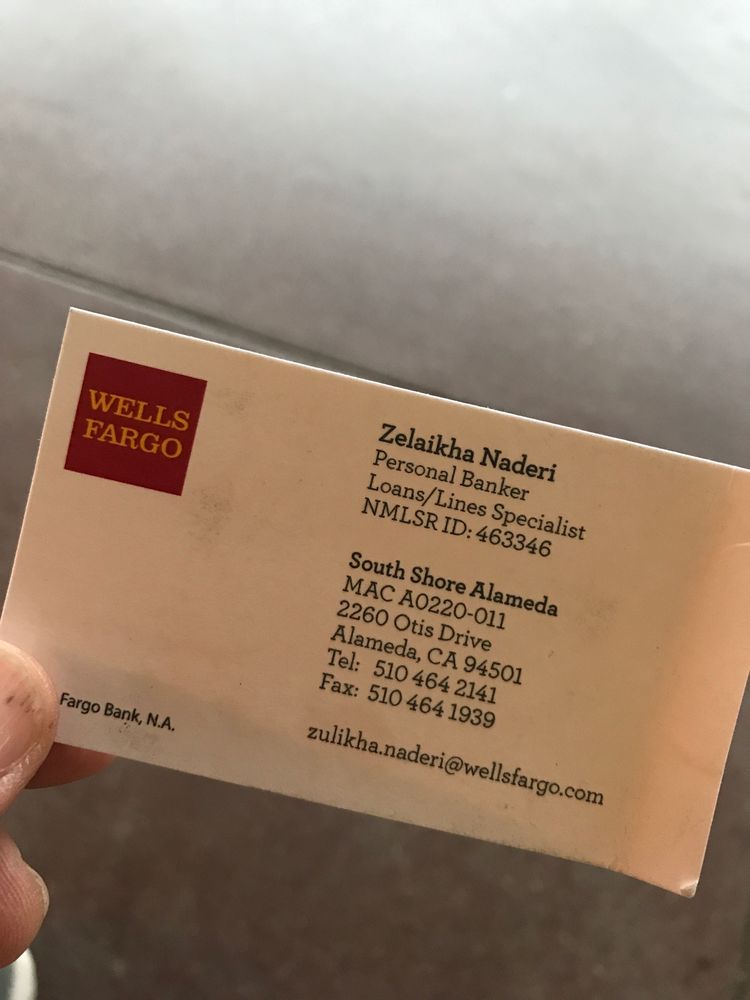 WELLS
FARGO
Zelaikha Naderi
Personal Banker
Loans/Lines Specialist
NMLSR ID: 463346
South Shore Alameda
MAC A0220-011
2260 Otis Drive
Alameda, CA 94501
Tel: 510 464 2141
Fax: 510 464 1939
zulikha.naderi@wellsfargo.com
Fargo Bank, N.A.